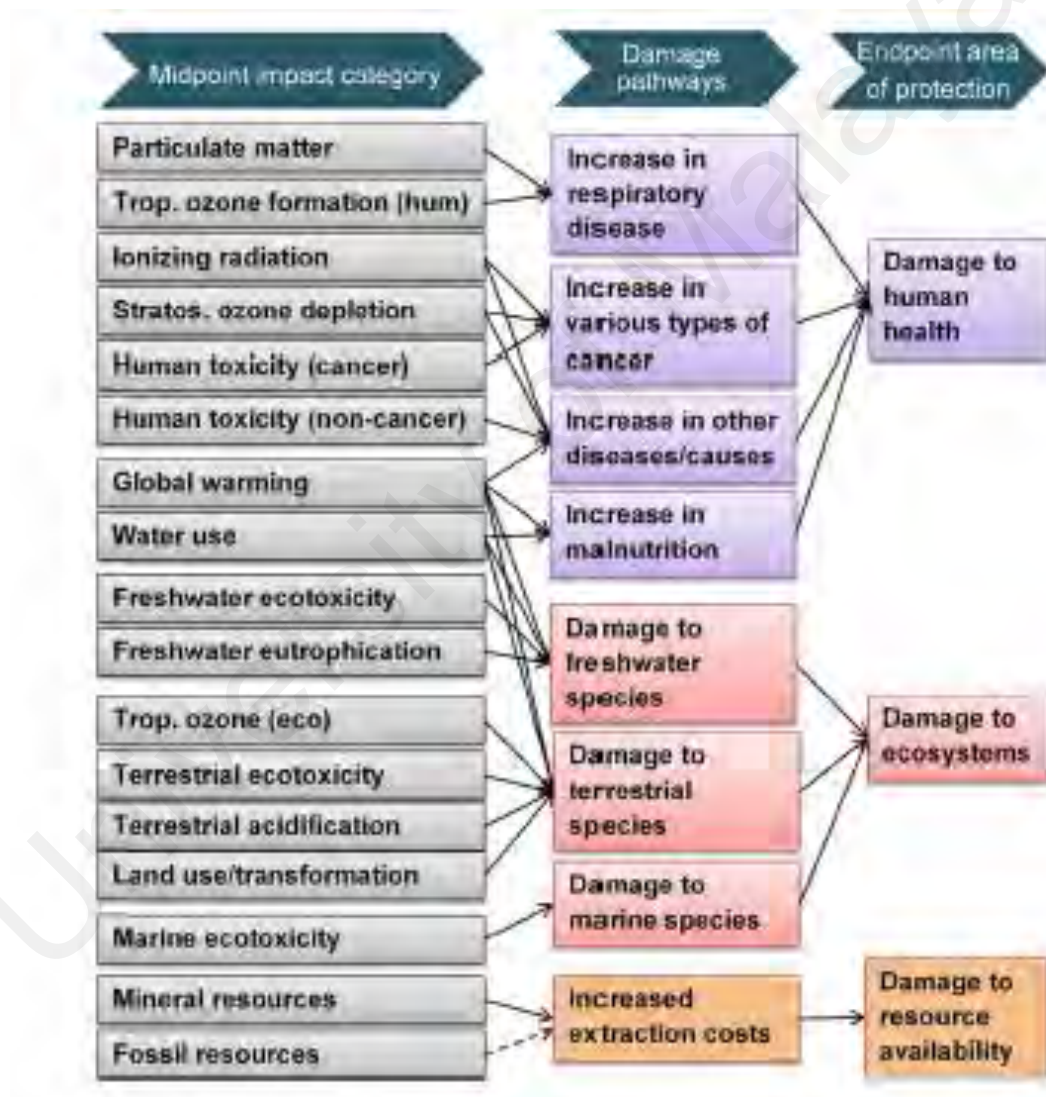 Midpoint impact category
Damage
pathways
Endpoint area
of protection
Particulate matter
Trop. ozone formation (hum)
Ionizing radiation
Stratos. ozone depletion
Human toxicity (cancer)
Human toxicity (non-cancer)
Global warming
Water use
Freshwater ecotoxicity
Freshwater eutrophication
Trop. ozone (eco)
Terrestrial ecotoxicity
Terrestrial acidification
Land use/transformation
Marine ecotoxicity
Mineral resources
Fossil resources
Increase in
respiratory
disease
Increase in
various types of
cancer
Increase in other
diseases/causes
Increase in
malnutrition
Damage to
freshwater
species
Damage to
terrestrial
species
Damage to
marine species
Increased
extraction costs
Damage to
human
health
Damage to
ecosystems
Damage to
resource
availability
University of Malaya